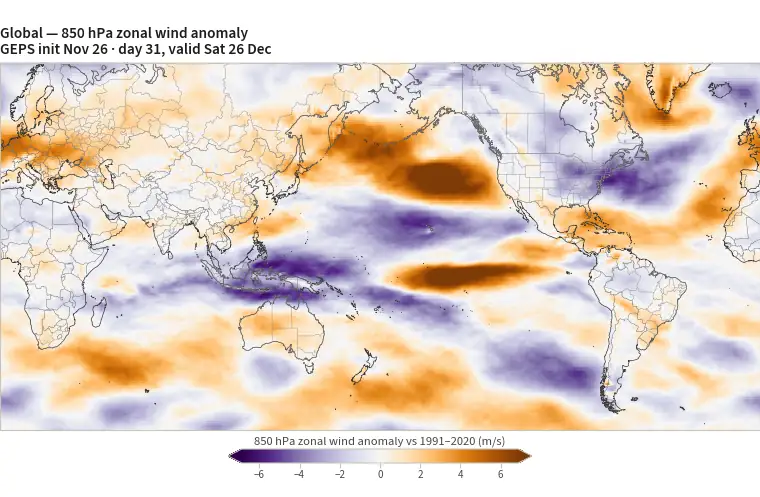 Global — 850 hPa zonal wind anomaly
GEPS init Nov 26 · day 31, valid Sat 26 Dec
850 hPa zonal wind anomaly vs 1991–2020 (m/s)
−6 −4 −2 0 2 4 6